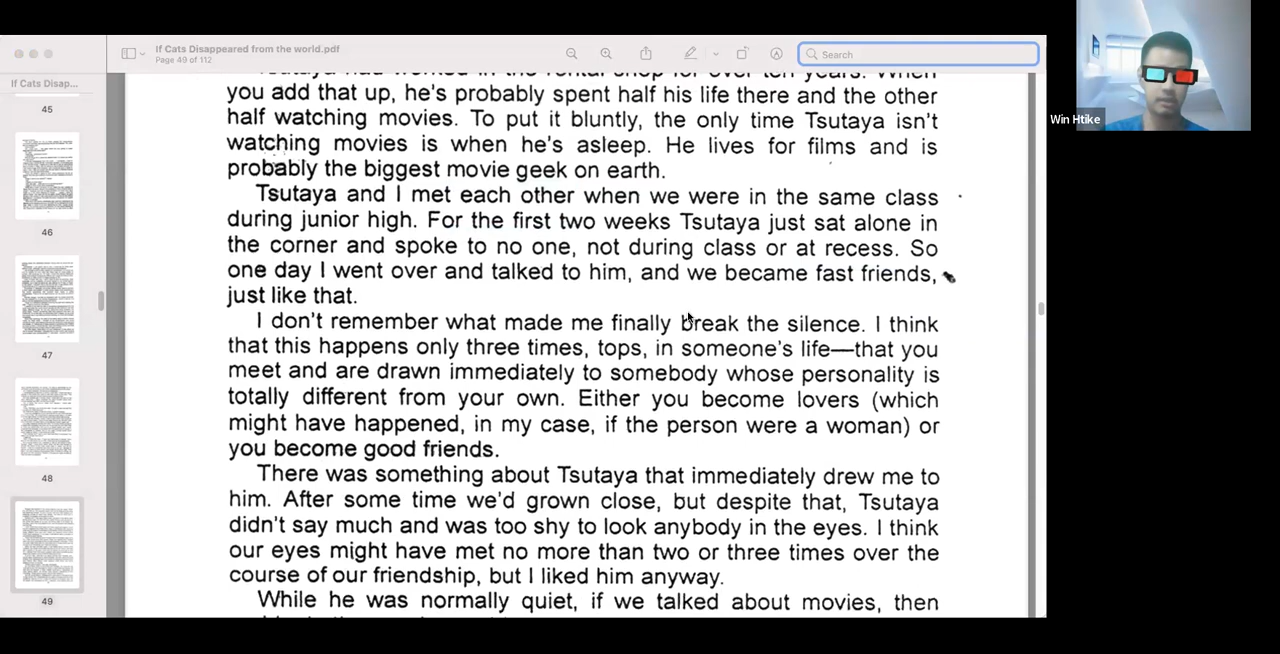 If Cats Disappeared from the world.pdf
Page 49 of 112
Search
If Cats Disap...
45
46
47
48
49
Win Htike
Tsutaya had worked in the rental shop for over ten years. When
you add that up, he's probably spent half his life there and the other
half watching movies. To put it bluntly, the only time Tsutaya isn't
watching movies is when he's asleep. He lives for films and is
probably the biggest movie geek on earth.
Tsutaya and I met each other when we were in the same class
during junior high. For the first two weeks Tsutaya just sat alone in
the corner and spoke to no one, not during class or at recess. So
one day I went over and talked to him, and we became fast friends,
just like that.
I don't remember what made me finally break the silence. I think
that this happens only three times, tops, in someone's life—that you
meet and are drawn immediately to somebody whose personality is
totally different from your own. Either you become lovers (which
might have happened, in my case, if the person were a woman) or
you become good friends.
There was something about Tsutaya that immediately drew me to
him. After some time we'd grown close, but despite that, Tsutaya
didn't say much and was too shy to look anybody in the eyes. I think
our eyes might have met no more than two or three times over the
course of our friendship, but I liked him anyway.
While he was normally quiet, if we talked about movies, then